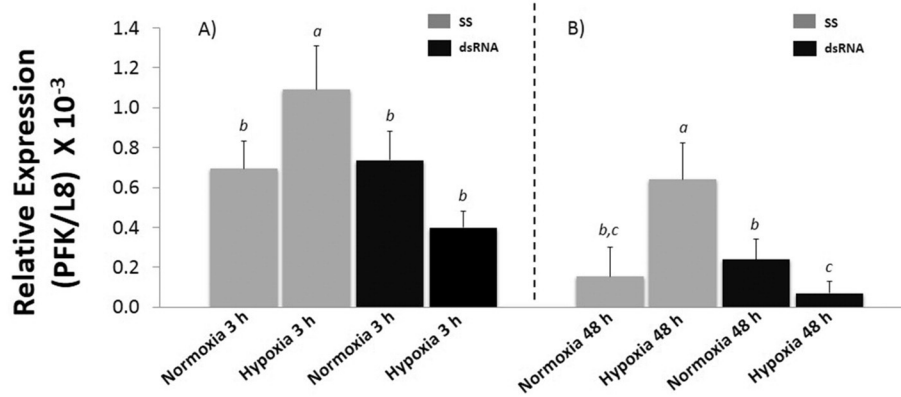 Relative Expression
(PFK/L8) X 10-3
1.4
1.2
1.0
0.8
0.6
0.4
0.2
0.0
A)
SS
dsRNA
b
a
b
b
Normoxia 3 h
Hypoxia 3 h
Normoxia 3 h
Hypoxia 3 h
B)
SS
dsRNA
b,c
a
b
c
Normoxia 48 h
Hypoxia 48 h
Normoxia 48 h
Hypoxia 48 h